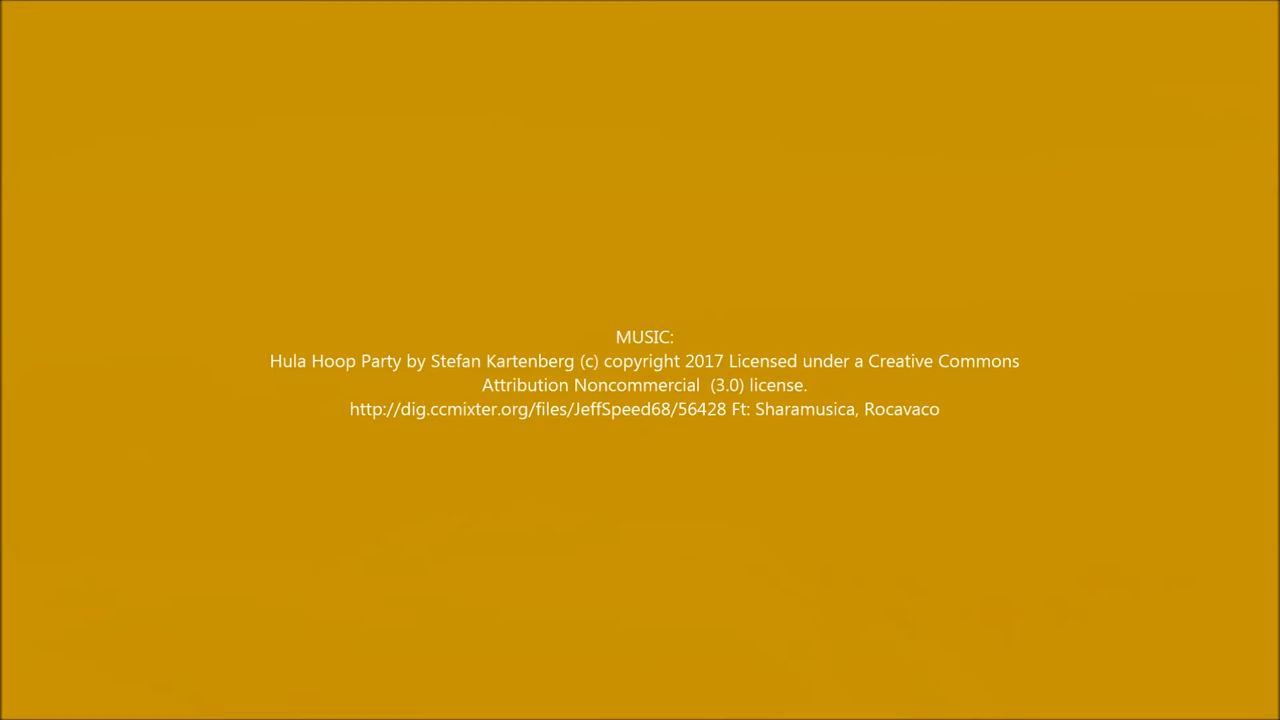 MUSIC:
Hula Hoop Party by Stefan Kartenberg (c) copyright 2017 Licensed under a Creative Commons
Attribution Noncommercial  (3.0) license.
http://dig.ccmixter.org/files/JeffSpeed68/56428 Ft: Sharamusica, Rocavaco